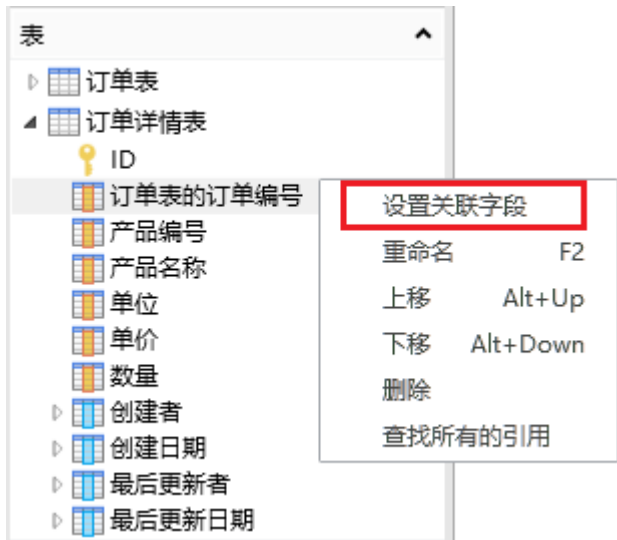 表
订单表
订单详情表
ID
订单表的订单编号
产品编号
产品名称
单位
单价
数量
创建者
创建日期
最后更新者
最后更新日期
设置关联字段
重命名 F2
上移 Alt+Up
下移 Alt+Down
删除
查找所有的引用